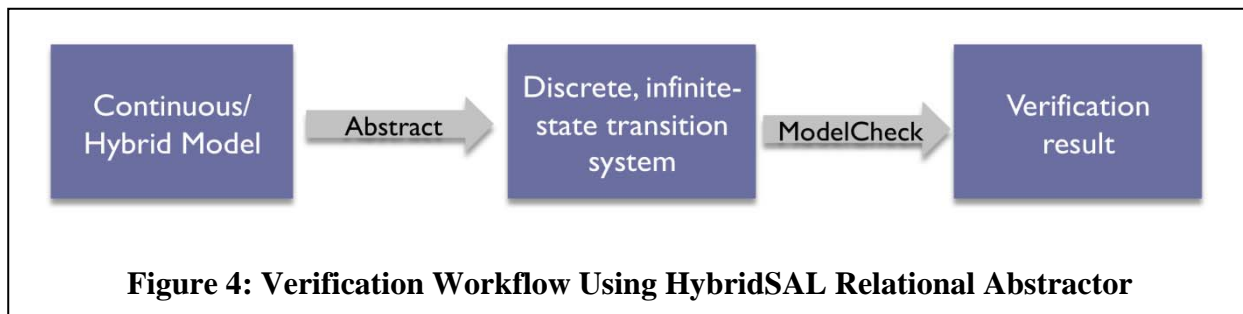 Continuous/
Hybrid Model
Abstract
Discrete, infinite-
state transition
system
ModelCheck
Verification
result
Figure 4: Verification Workflow Using HybridSAL Relational Abstractor